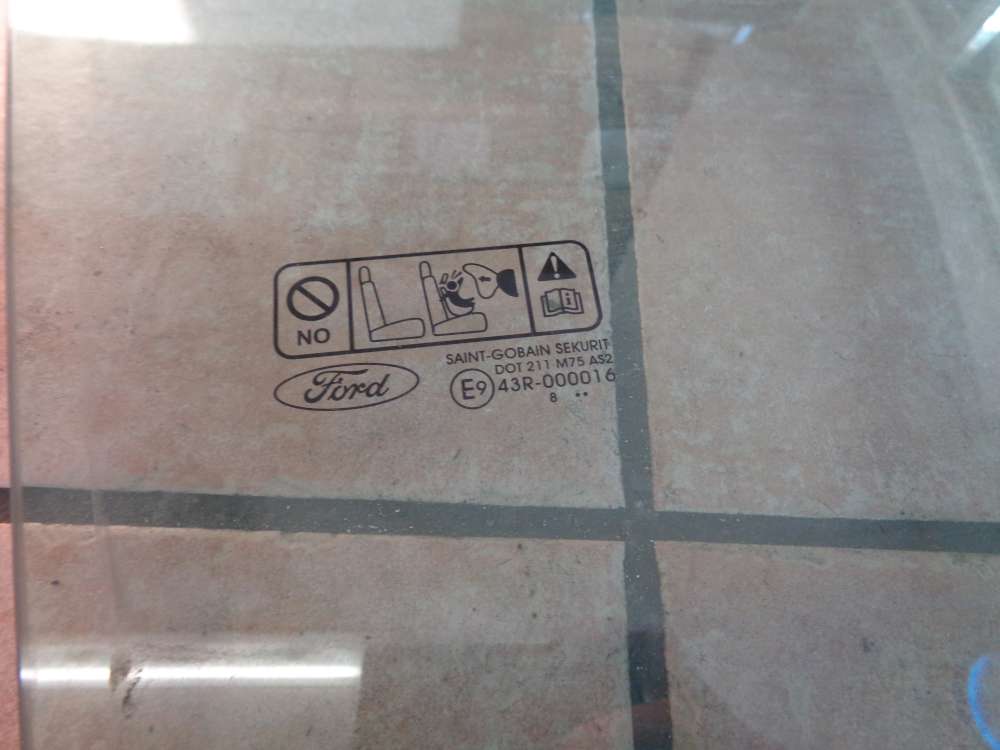 NO
Ford
SAINT-GOBAIN SEKURIT
DOT 211 M75 AS2
E9 43R-000016
8 ••